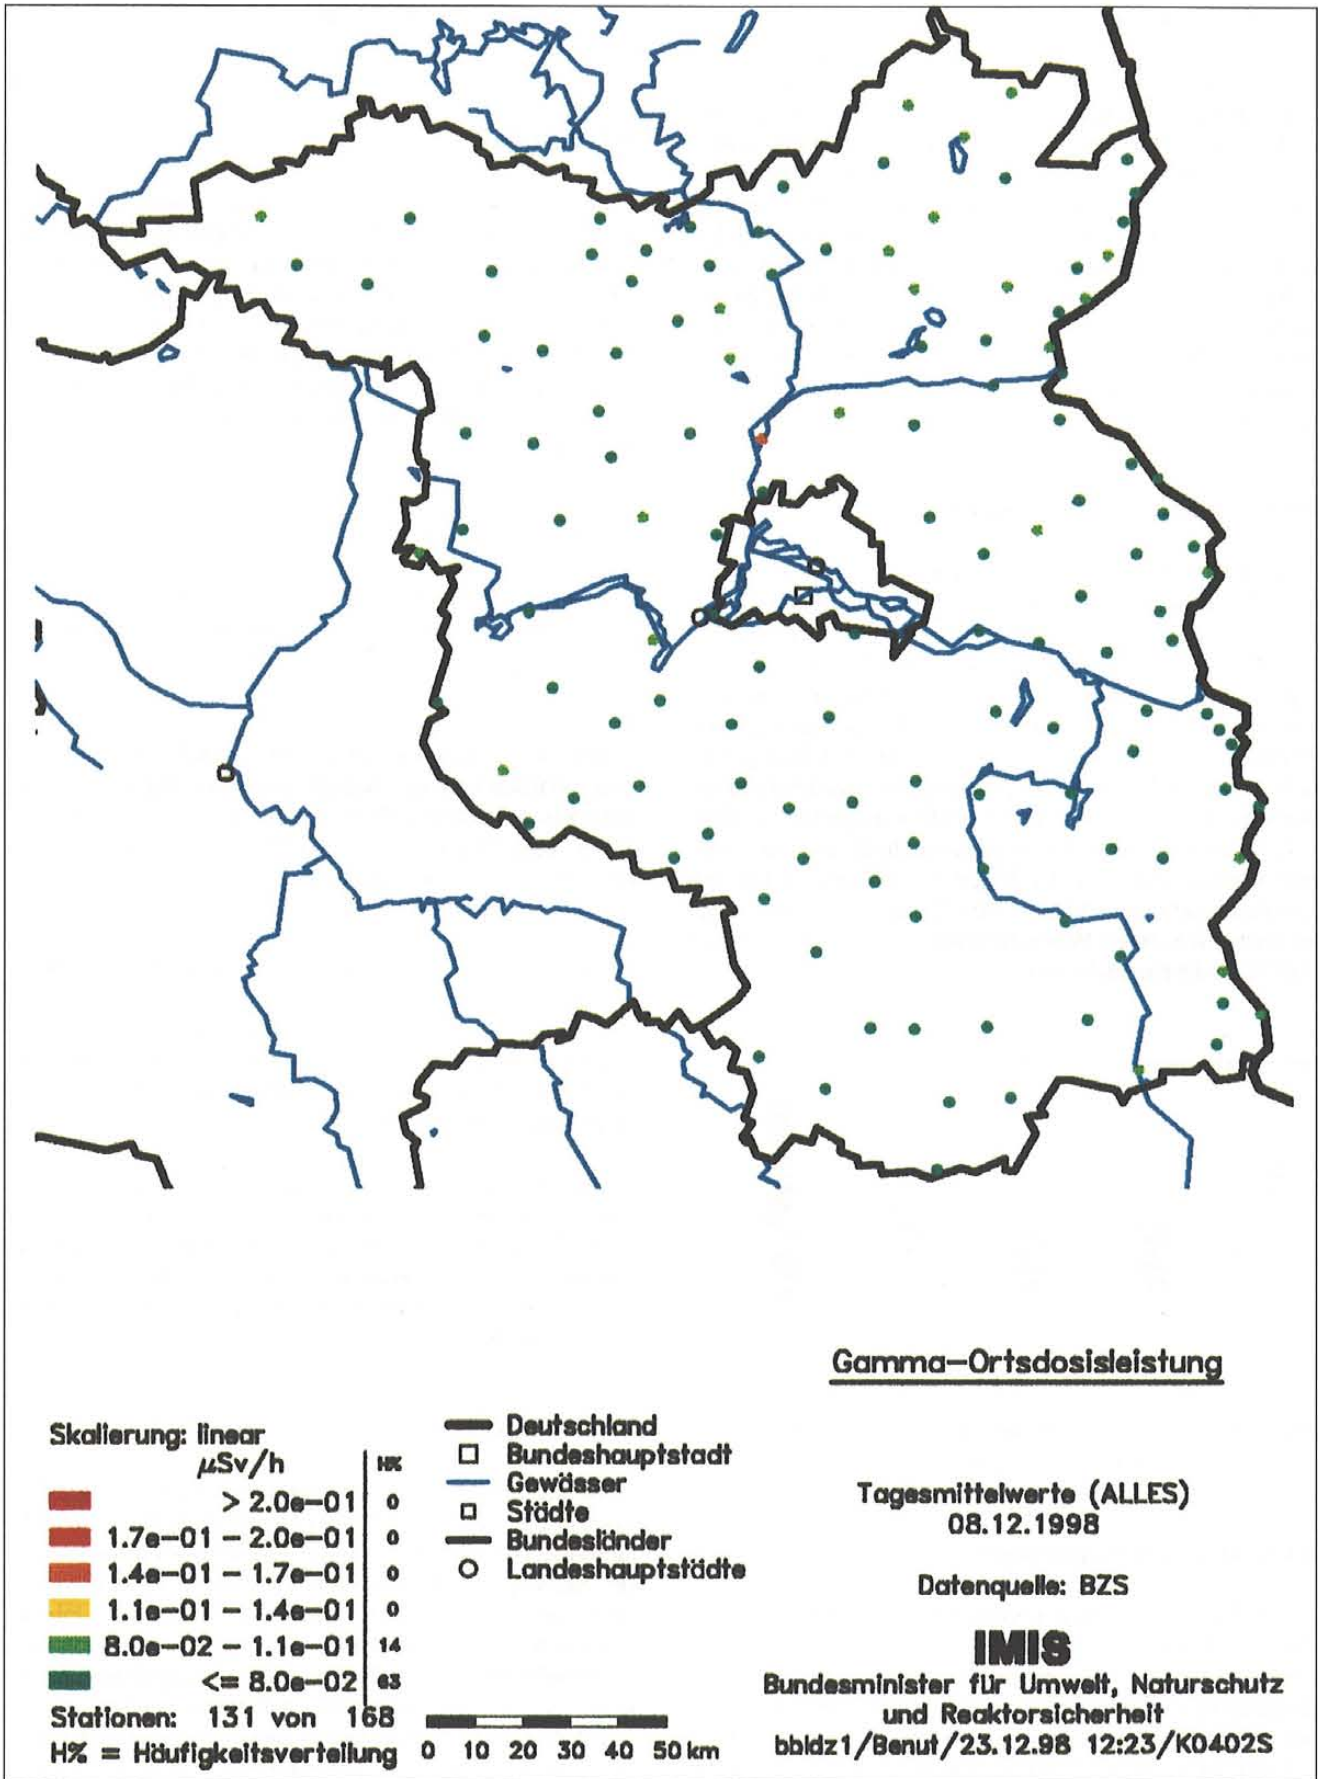 Gamma-Ortsdosisleistung
Skalierung: linear
µSv/h H%
> 2.0e-01 0
1.7e-01 - 2.0e-01 0
1.4e-01 - 1.7e-01 0
1.1e-01 - 1.4e-01 0
8.0e-02 - 1.1e-01 14
<= 8.0e-02 63
Stationen: 131 von 168
H% = Häufigkeitsverteilung
Deutschland
Bundeshauptstadt
Gewässer
Städte
Bundesländer
Landeshauptstädte
0 10 20 30 40 50 km
Tagesmittelwerte (ALLES)
08.12.1998
Datenquelle: BZS
IMIS
Bundesminister für Umwelt, Naturschutz
und Reaktorsicherheit
bbldz1/Benut/23.12.98 12:23/K0402S